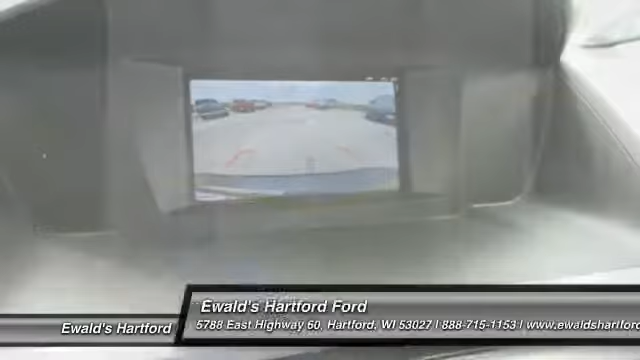 Ewald's Hartford Ford
Ewald's Hartford
5788 East Highway 60, Hartford, WI 53027 | 888-715-1153 | www.ewaldshartford